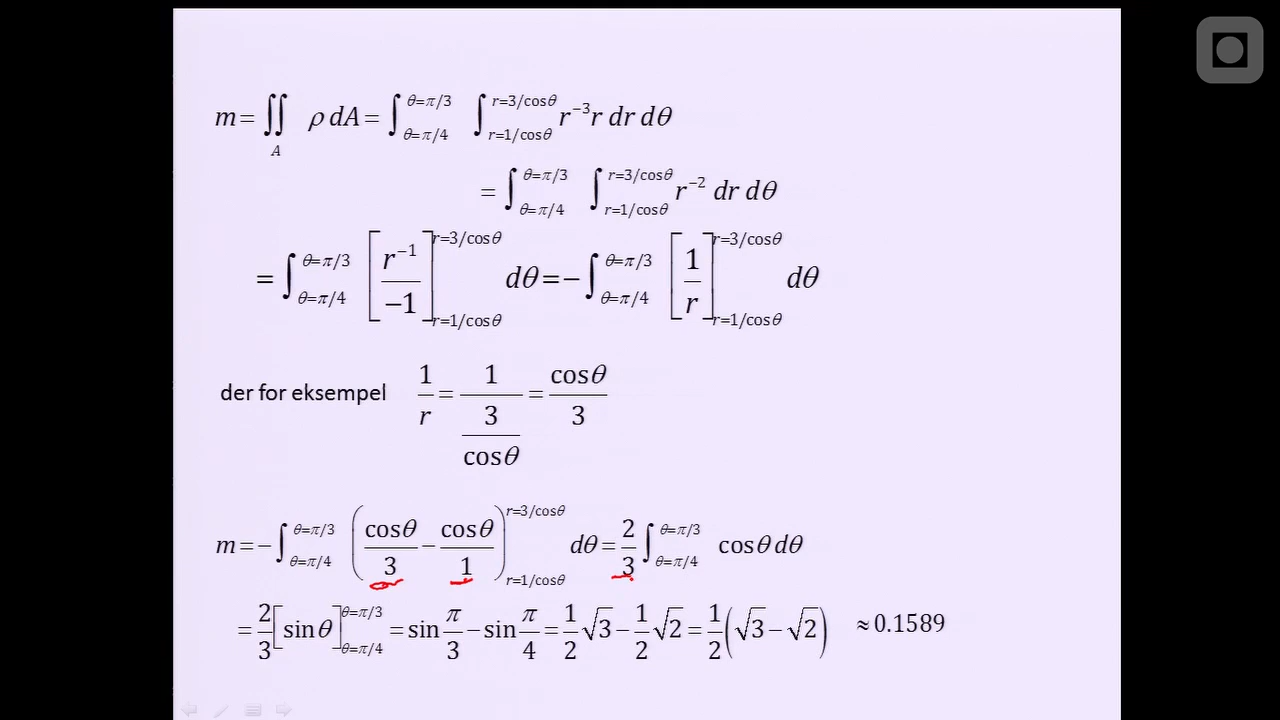 m = ∬_A ρ dA = ∫_{θ=π/4}^{θ=π/3} ∫_{r=1/cosθ}^{r=3/cosθ} r⁻³ r dr dθ
= ∫_{θ=π/4}^{θ=π/3} ∫_{r=1/cosθ}^{r=3/cosθ} r⁻² dr dθ
= ∫_{θ=π/4}^{θ=π/3} [r⁻¹/−1]_{r=1/cosθ}^{r=3/cosθ} dθ = − ∫_{θ=π/4}^{θ=π/3} [1/r]_{r=1/cosθ}^{r=3/cosθ} dθ
der for eksempel 1/r = 1/(3/cosθ) = cosθ/3
m = − ∫_{θ=π/4}^{θ=π/3} (cosθ/3 − cosθ/1)_{r=1/cosθ}^{r=3/cosθ} dθ = 2/3 ∫_{θ=π/4}^{θ=π/3} cosθ dθ
= 2/3 [sinθ]_{θ=π/4}^{θ=π/3} = sin π/3 − sin π/4 = 1/2 √3 − 1/2 √2 = 1/2 (√3 − √2) ≈ 0.1589